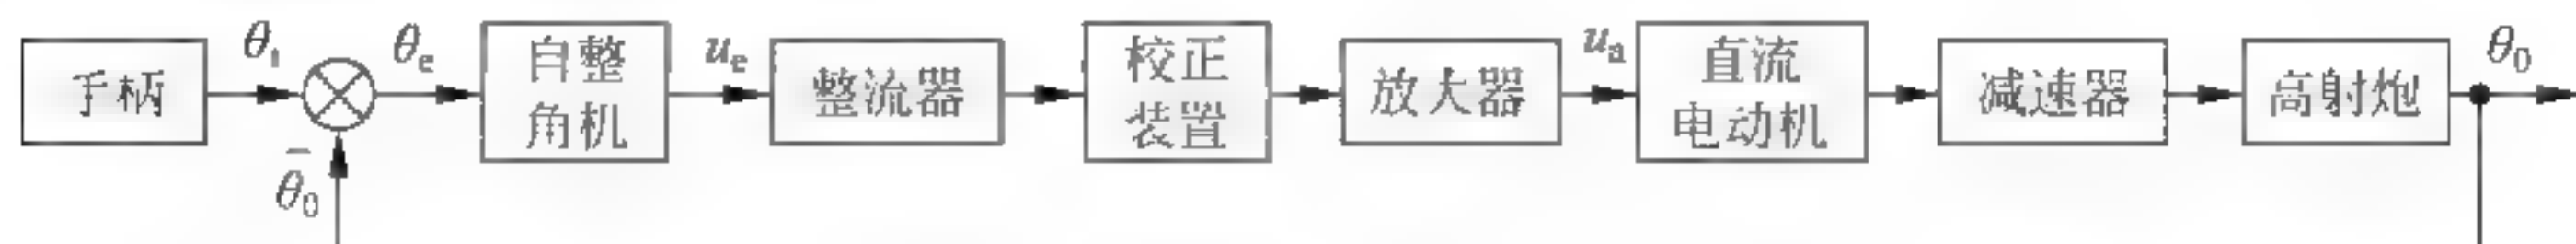 手柄
θᵢ
θe
自整
角机
ue
整流器
校正
装置
放大器
ua
直流
电动机
减速器
高射炮
θ₀
−
θ₀